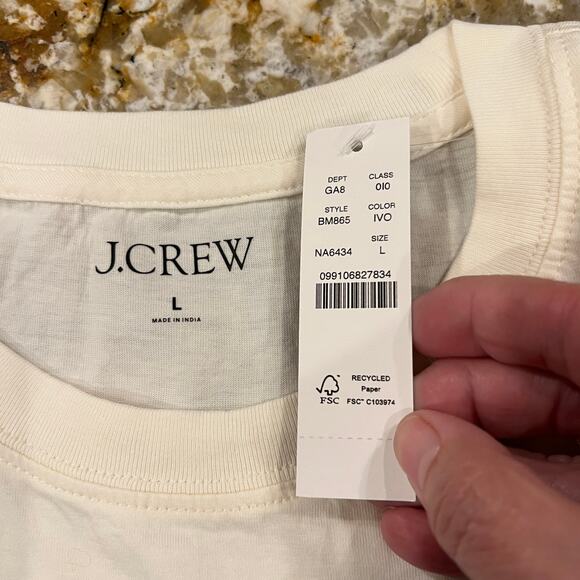 J.CREW
L
MADE IN INDIA
DEPT CLASS
GA8 0I0
STYLE COLOR
BM865 IVO
SIZE
NA6434 L
099106827834
RECYCLED
Paper
FSC
FSC™ C103974